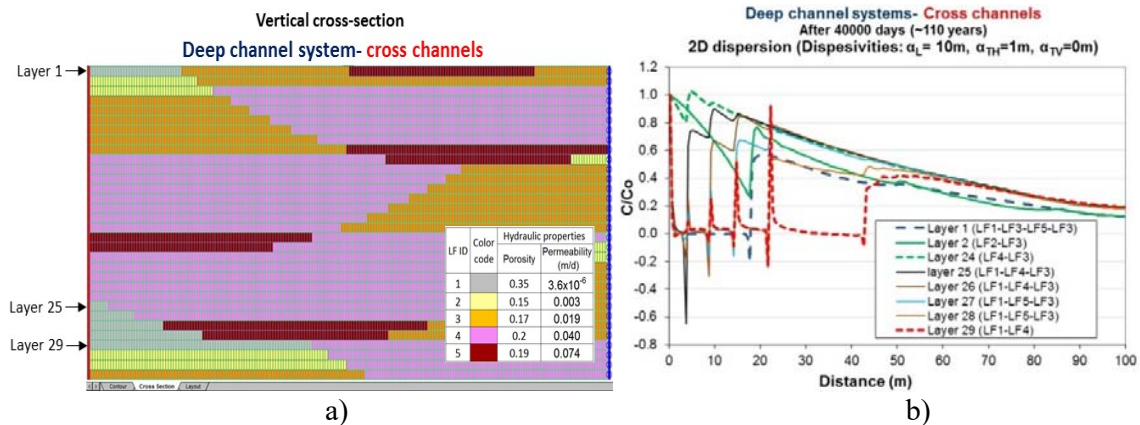 Vertical cross-section
Deep channel system- cross channels
Layer 1
Layer 25
Layer 29
LF ID Color code Hydraulic properties
Porosity Permeability (m/d)
1 0.35 3.6x10⁻⁶
2 0.15 0.003
3 0.17 0.019
4 0.2 0.040
5 0.19 0.074
Contour Cross Section Layout
a)
Deep channel systems- Cross channels
After 40000 days (~110 years)
2D dispersion (Dispesivities: αL= 10m, αTH=1m, αTV=0m)
C/Co
1.2
1.0
0.8
0.6
0.4
0.2
0.0
-0.2
-0.4
-0.6
-0.8
Layer 1 (LF1-LF3-LF5-LF3)
Layer 2 (LF2-LF3)
Layer 24 (LF4-LF3)
layer 25 (LF1-LF4-LF3)
Layer 26 (LF1-LF4-LF3)
Layer 27 (LF1-LF5-LF3)
Layer 28 (LF1-LF5-LF3)
Layer 29 (LF1-LF4)
0 10 20 30 40 50 60 70 80 90 100
Distance (m)
b)